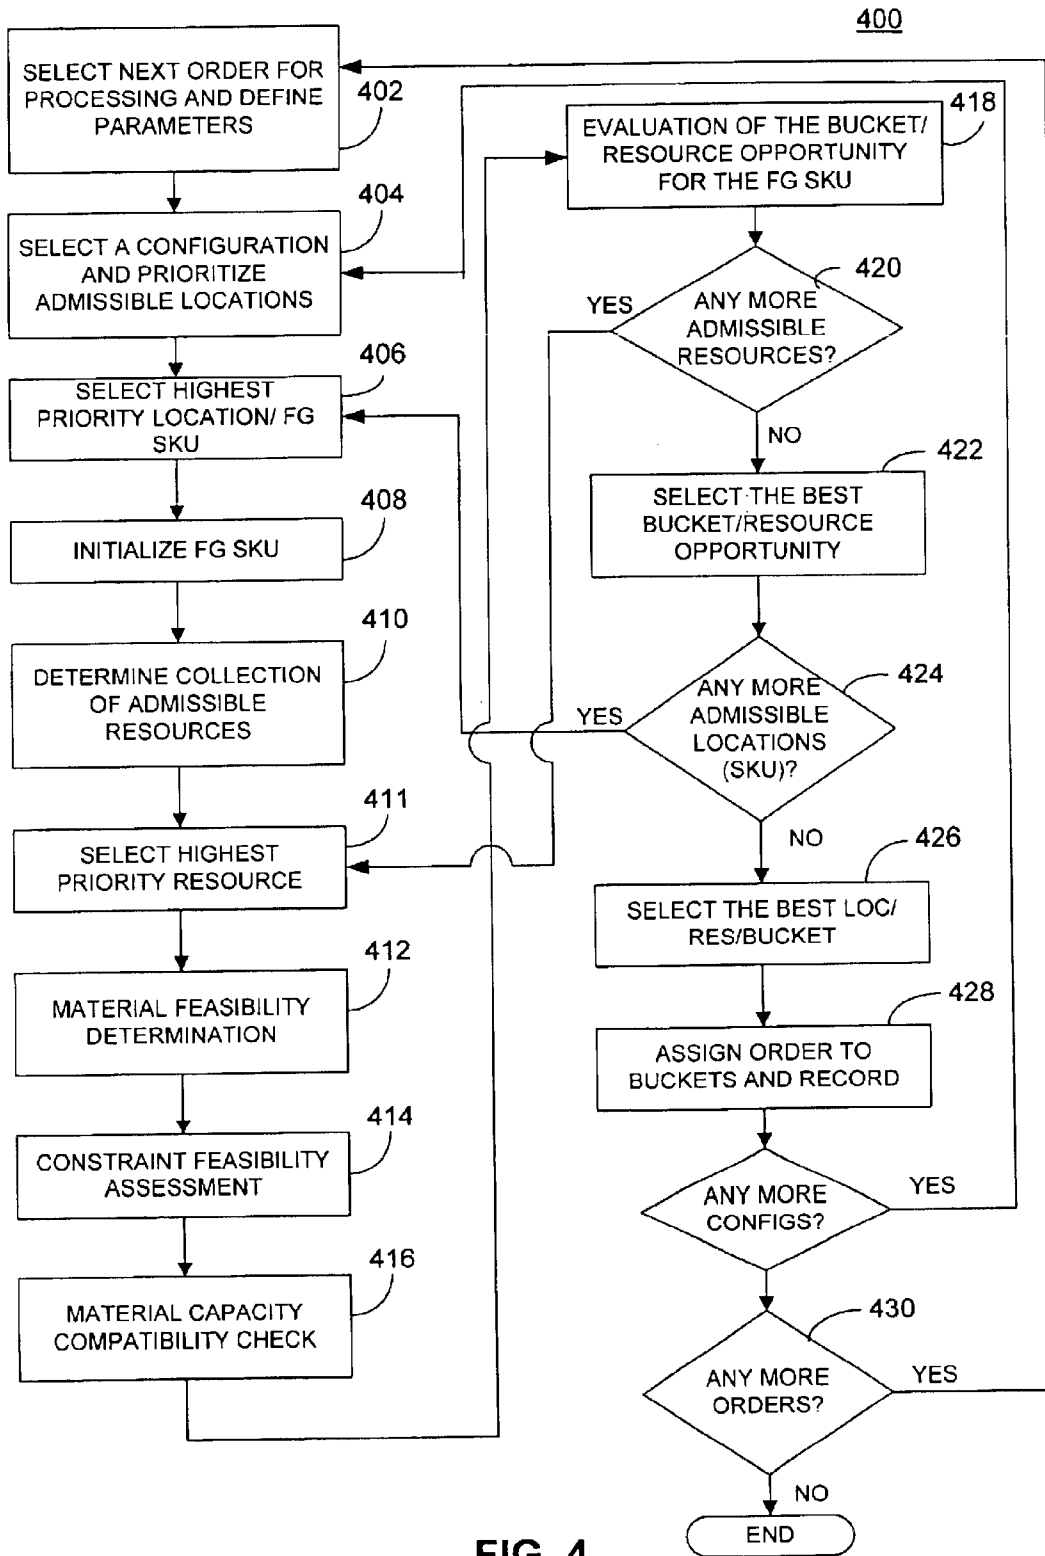 400
SELECT NEXT ORDER FOR
PROCESSING AND DEFINE
PARAMETERS
402
SELECT A CONFIGURATION
AND PRIORITIZE
ADMISSIBLE LOCATIONS
404
SELECT HIGHEST
PRIORITY LOCATION/ FG
SKU
406
INITIALIZE FG SKU
408
DETERMINE COLLECTION
OF ADMISSIBLE
RESOURCES
410
SELECT HIGHEST
PRIORITY RESOURCE
411
MATERIAL FEASIBILITY
DETERMINATION
412
CONSTRAINT FEASIBILITY
ASSESSMENT
414
MATERIAL CAPACITY
COMPATIBILITY CHECK
416
EVALUATION OF THE BUCKET/
RESOURCE OPPORTUNITY
FOR THE FG SKU
418
ANY MORE
ADMISSIBLE
RESOURCES?
420
YES
NO
SELECT THE BEST
BUCKET/RESOURCE
OPPORTUNITY
422
ANY MORE
ADMISSIBLE
LOCATIONS
(SKU)?
424
YES
NO
SELECT THE BEST LOC/
RES/BUCKET
426
ASSIGN ORDER TO
BUCKETS AND RECORD
428
ANY MORE
CONFIGS?
YES
ANY MORE
ORDERS?
430
YES
NO
END
FIG. 4